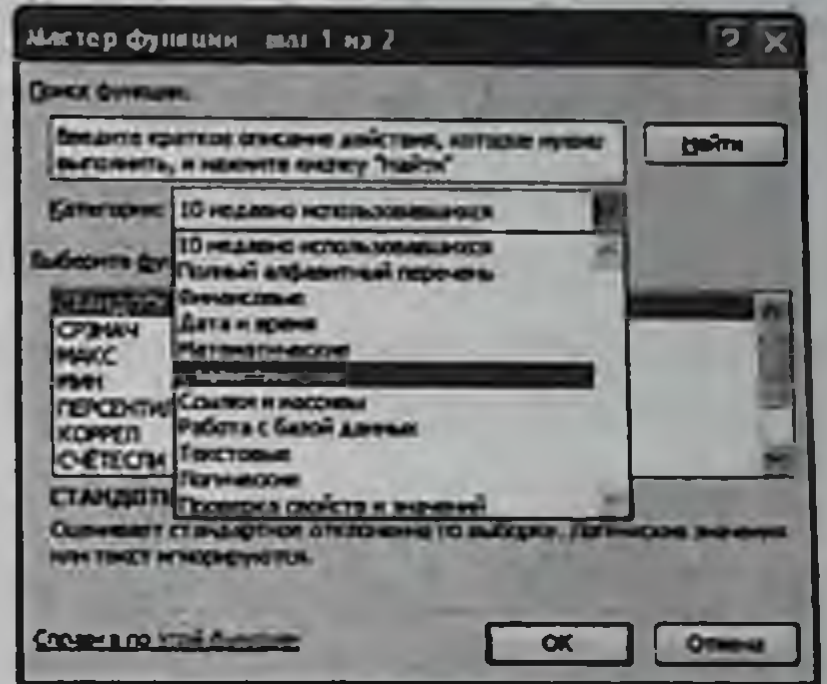 Мастер функций шаг 1 из 2
Поиск функции:
Введите краткое описание действия, которое нужно
выполнить, и нажмите кнопку "Найти"
Найти
Категория: 10 недавно использовавшихся
10 недавно использовавшихся
Полный алфавитный перечень
Финансовые
Дата и время
Математические
Ссылки и массивы
Работа с базой данных
Текстовые
Логические
Проверка свойств и значений
Выберите фун
СТАНДОТКЛ
СРЗНАЧ
МАКС
МИН
ПЕРСЕНТИЛ
КОРРЕЛ
СЧЁТЕСЛИ
СТАНДОТК
Оценивает стандартное отклонение по выборке. Логические значения
или текст игнорируются.
Справка по этой функции
ОК
Отмена